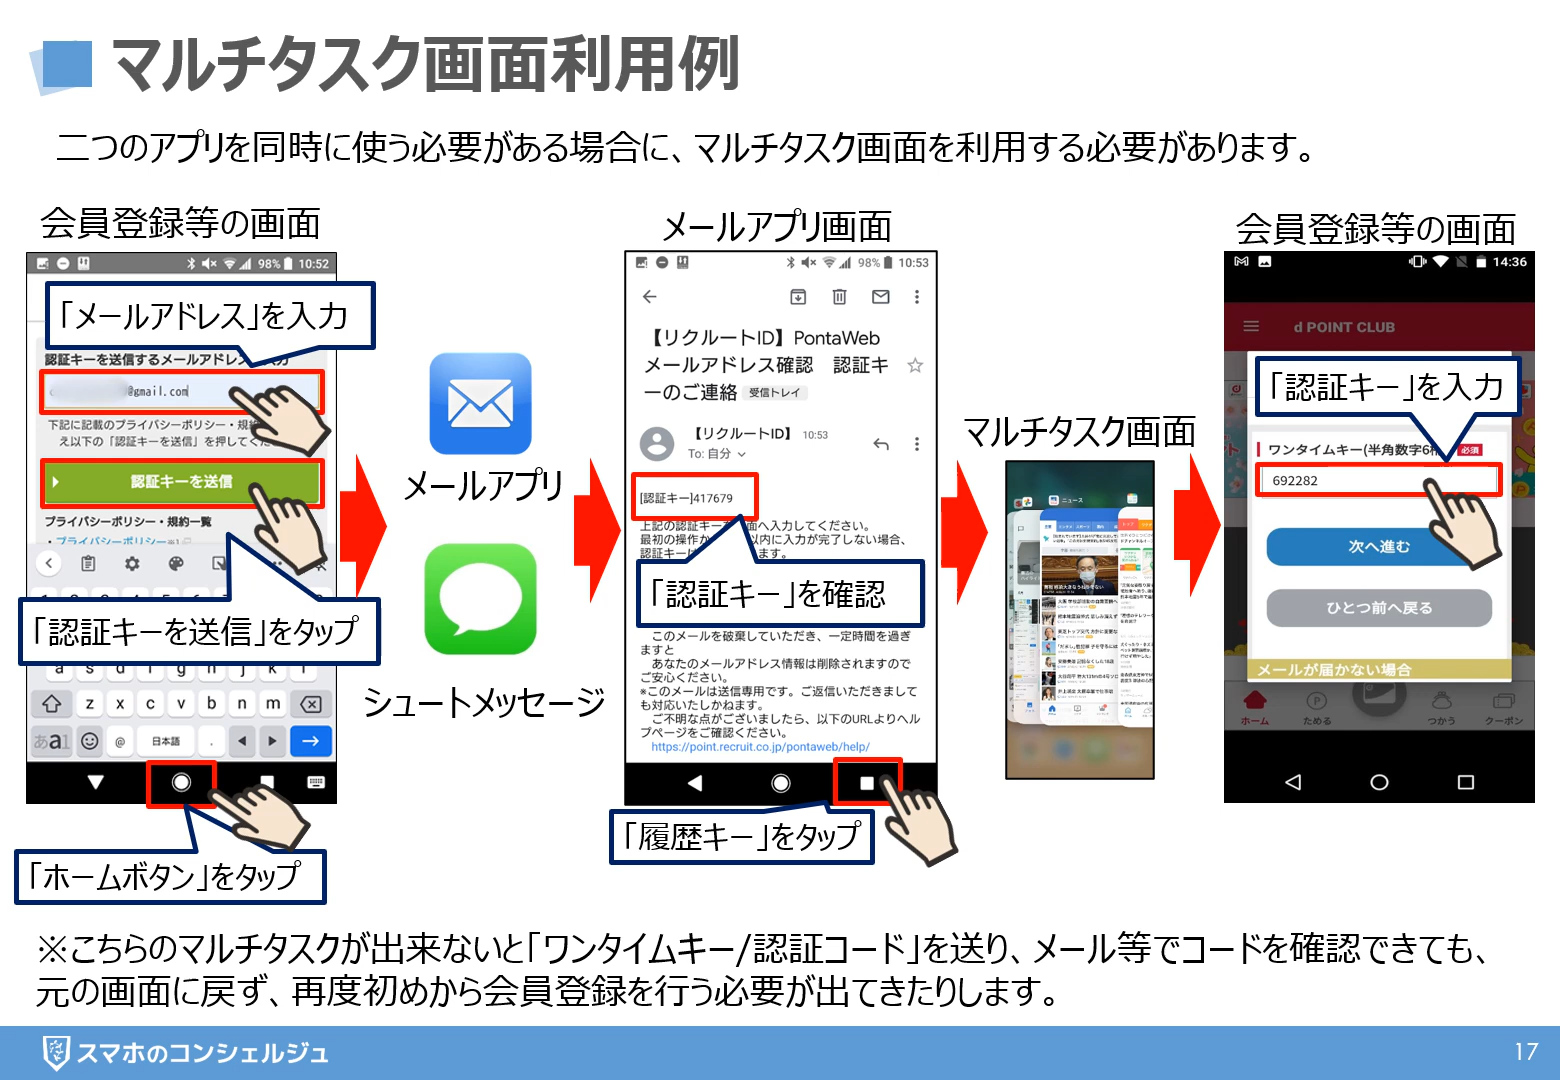 マルチタスク画面利用例
二つのアプリを同時に使う必要がある場合に、マルチタスク画面を利用する必要があります。
会員登録等の画面
98% 10:52
「メールアドレス」を入力
認証キーを送信するメールアドレス
@gmail.com
下記に記載のプライバシーポリシー・規約
え以下の「認証キーを送信」を押してくだ
認証キーを送信
プライバシーポリシー・規約一覧
・プライバシーポリシー※1
「認証キーを送信」をタップ
a s d f g h j k l
z x c v b n m
あa1 @ 日本語 .
「ホームボタン」をタップ
メールアプリ
シュートメッセージ
メールアプリ画面
98% 10:53
【リクルートID】PontaWeb
メールアドレス確認 認証キ
ーのご連絡 受信トレイ
【リクルートID】 10:53
To: 自分
[認証キー]417679
上記の認証キーを
面へ入力してください。
最初の操作か
以内に入力が完了しない場合、
認証キーは
ます。
「認証キー」を確認
このメールを破棄していただき、一定時間を過ぎ
ますと
あなたのメールアドレス情報は削除されますので
ご安心ください。
※このメールは送信専用です。ご返信いただきまして
も対応いたしかねます。
ご不明な点がございましたら、以下のURLよりヘル
プページをご確認ください。
https://point.recruit.co.jp/pontaweb/help/
「履歴キー」をタップ
マルチタスク画面
ニュース
会員登録等の画面
14:36
d POINT CLUB
「認証キー」を入力
ワンタイムキー(半角数字6桁 必須
692282
次へ進む
ひとつ前へ戻る
メールが届かない場合
ホーム ためる つかう クーポン
※こちらのマルチタスクが出来ないと「ワンタイムキー/認証コード」を送り、メール等でコードを確認できても、
元の画面に戻ず、再度初めから会員登録を行う必要が出てきたりします。
スマホのコンシェルジュ
17